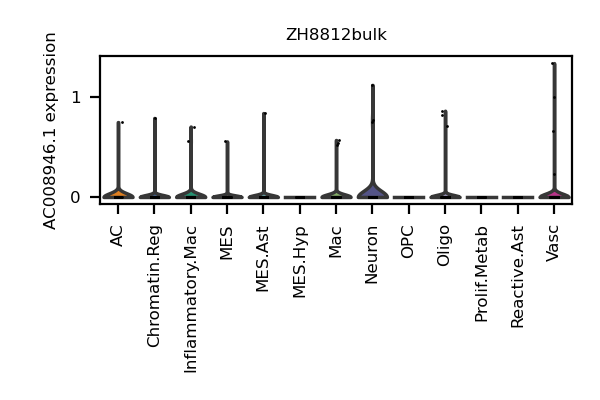 ZH8812bulk
AC008946.1 expression
1
0
AC
Chromatin.Reg
Inflammatory.Mac
MES
MES.Ast
MES.Hyp
Mac
Neuron
OPC
Oligo
Prolif.Metab
Reactive.Ast
Vasc